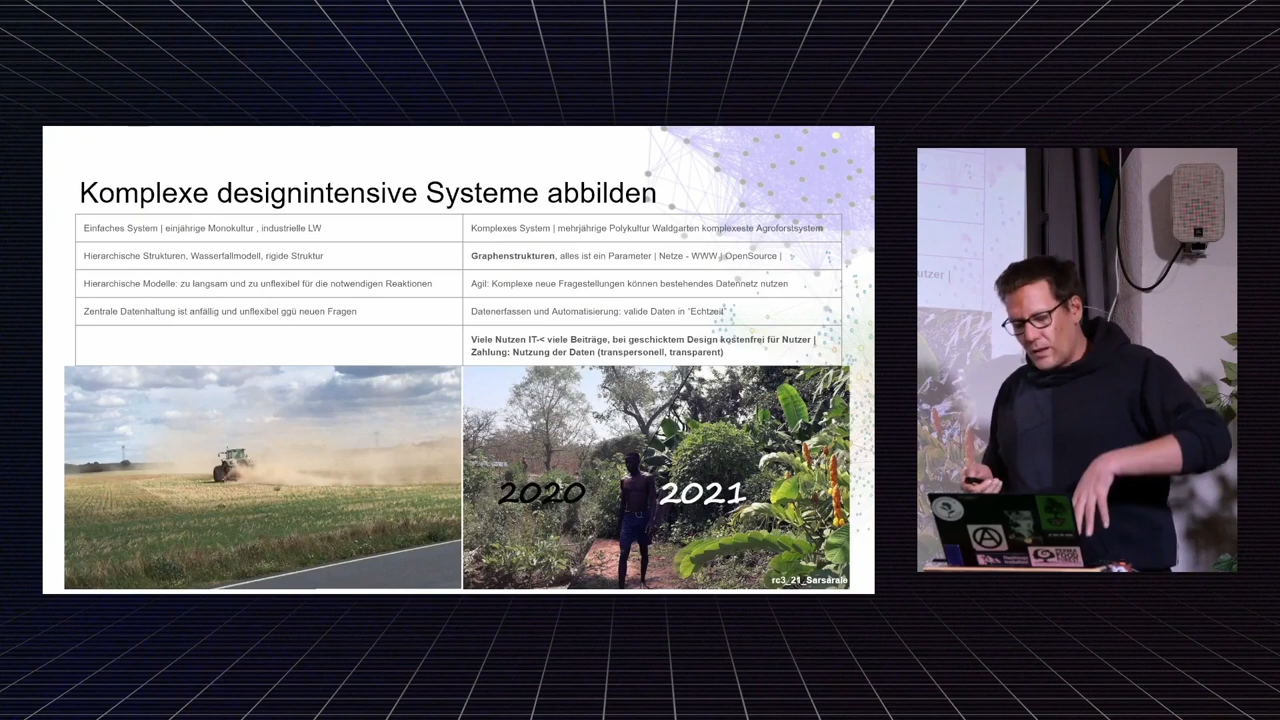 Komplexe designintensive Systeme abbilden
Einfaches System | einjährige Monokultur , industrielle LW
Komplexes System | mehrjährige Polykultur Waldgarten komplexeste Agroforstsystem
Hierarchische Strukturen, Wasserfallmodell, rigide Struktur
Graphenstrukturen, alles ist ein Parameter | Netze - WWW | OpenSource |
Hierarchische Modelle: zu langsam und zu unflexibel für die notwendigen Reaktionen
Agil: Komplexe neue Fragestellungen können bestehendes Datennetz nutzen
Zentrale Datenhaltung ist anfällig und unflexibel ggü neuen Fragen
Datenerfassen und Automatisierung: valide Daten in “Echtzeit”
Viele Nutzen IT-< viele Beiträge, bei geschicktem Design kostenfrei für Nutzer |
Zahlung: Nutzung der Daten (transpersonell, transparent)
2020
2021
rc3_21_Sarsarale
utzer |